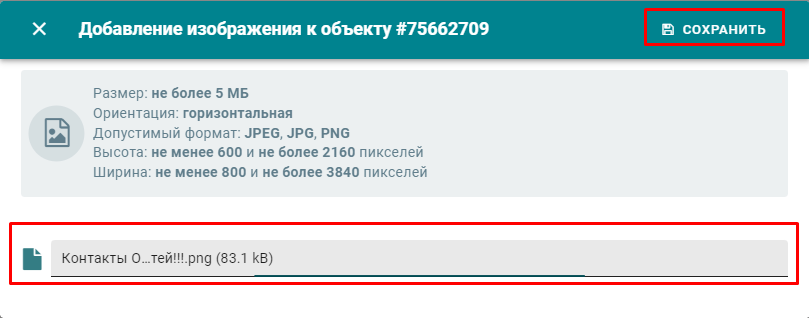 Добавление изображения к объекту #75662709
СОХРАНИТЬ
Размер: не более 5 МБ
Ориентация: горизонтальная
Допустимый формат: JPEG, JPG, PNG
Высота: не менее 600 и не более 2160 пикселей
Ширина: не менее 800 и не более 3840 пикселей
Контакты О...тей!!!.png (83.1 kB)